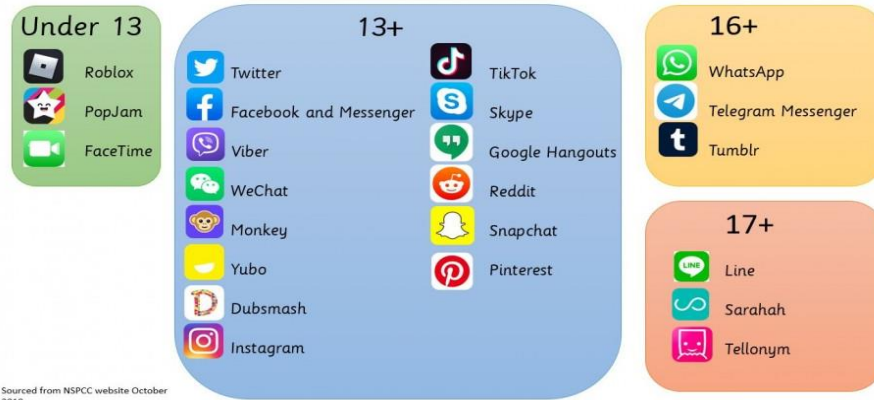 Under 13
Roblox
PopJam
FaceTime
13+
Twitter
Facebook and Messenger
Viber
WeChat
Monkey
Yubo
Dubsmash
Instagram
TikTok
Skype
Google Hangouts
Reddit
Snapchat
Pinterest
16+
WhatsApp
Telegram Messenger
Tumblr
17+
LINE
Line
Sarahah
Tellonym
Sourced from NSPCC website October